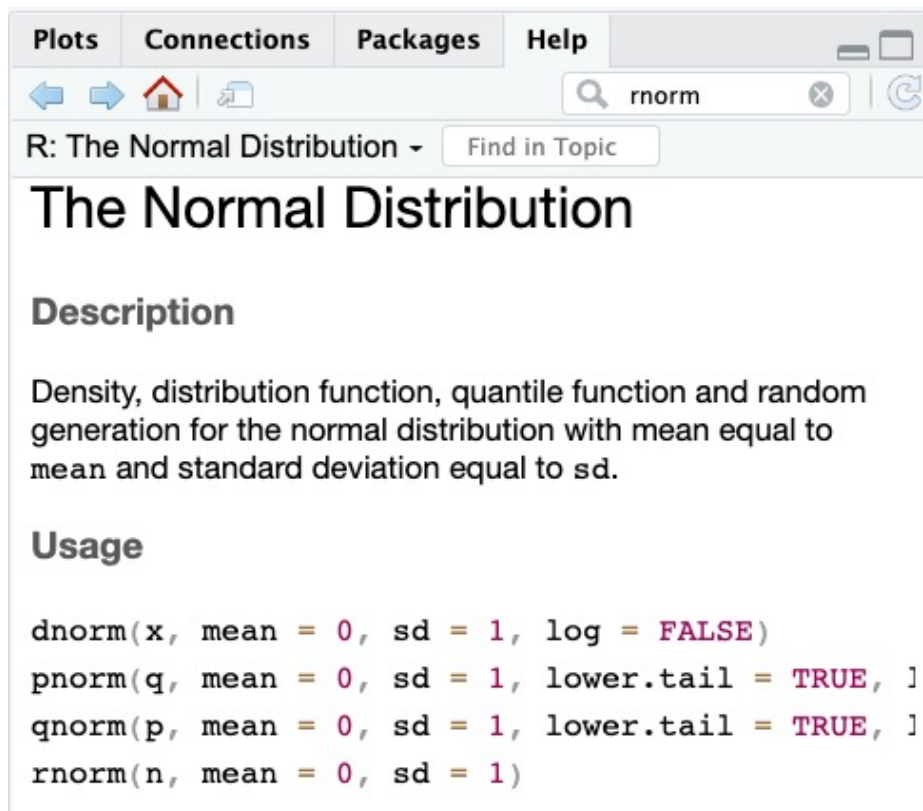 Plots Connections Packages Help
rnorm
R: The Normal Distribution Find in Topic
The Normal Distribution
Description
Density, distribution function, quantile function and random
generation for the normal distribution with mean equal to
mean and standard deviation equal to sd.
Usage
dnorm(x, mean = 0, sd = 1, log = FALSE)
pnorm(q, mean = 0, sd = 1, lower.tail = TRUE,
qnorm(p, mean = 0, sd = 1, lower.tail = TRUE,
rnorm(n, mean = 0, sd = 1)